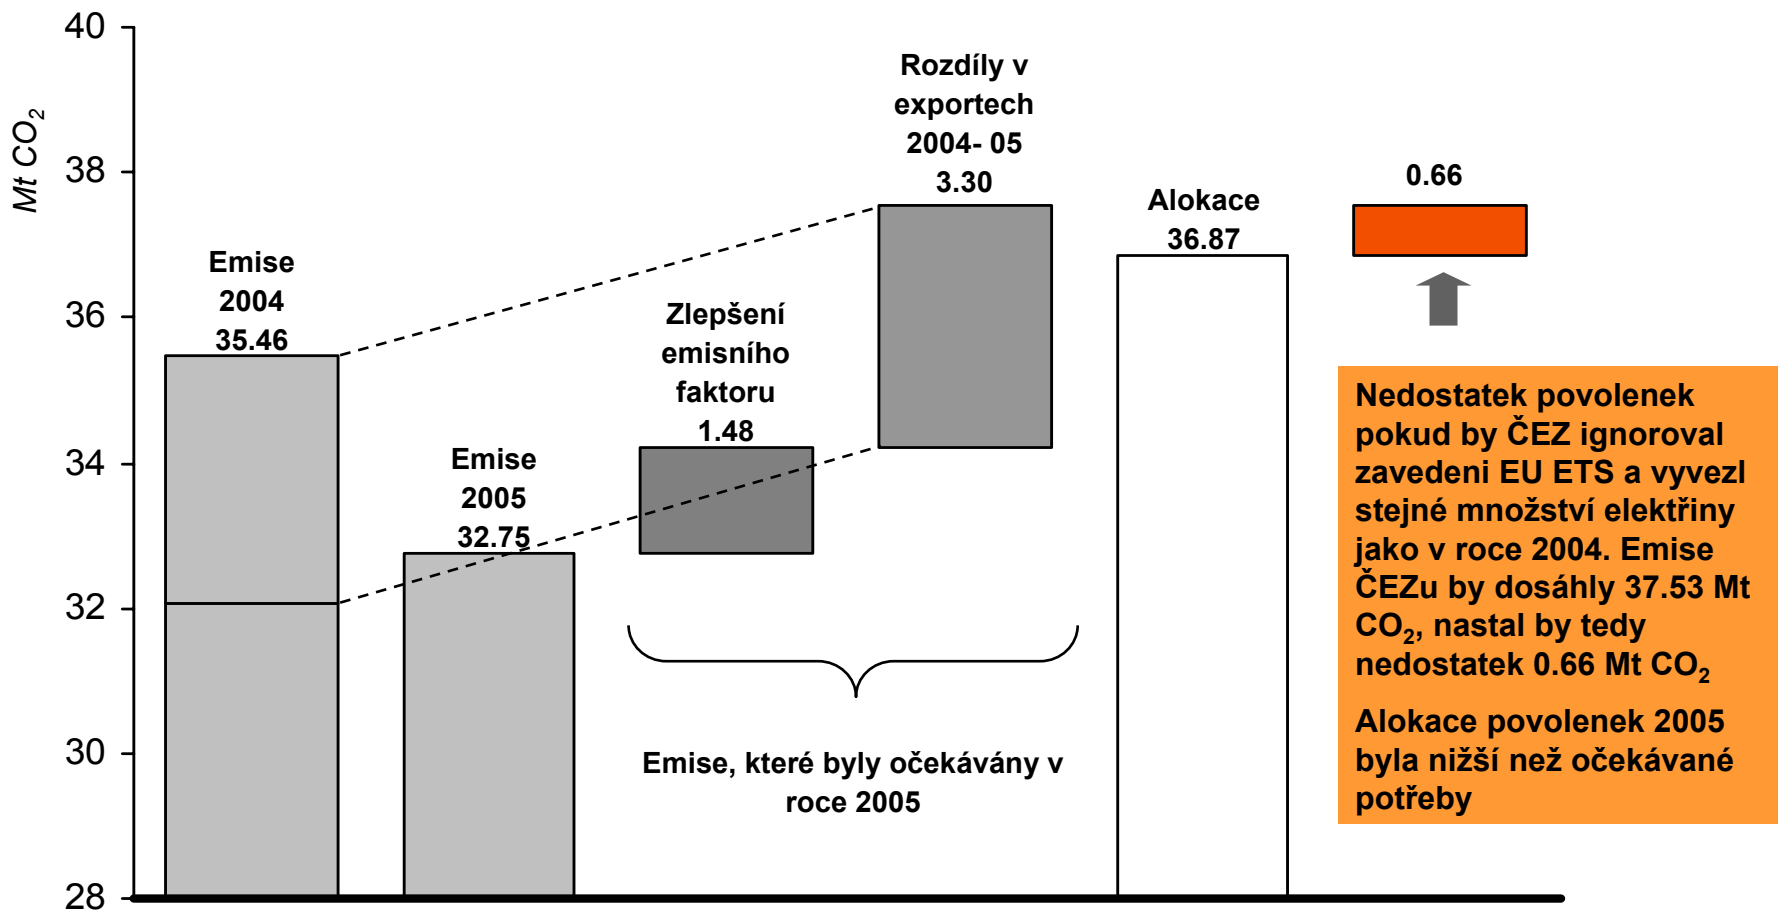 Mt CO2
40
38
36
34
32
30
28
Emise
2004
35.46
Emise
2005
32.75
Zlepšení
emisního
faktoru
1.48
Rozdíly v
exportech
2004- 05
3.30
Emise, které byly očekávány v
roce 2005
Alokace
36.87
0.66
Nedostatek povolenek
pokud by ČEZ ignoroval
zavedeni EU ETS a vyvezl
stejné množství elektřiny
jako v roce 2004. Emise
ČEZu by dosáhly 37.53 Mt
CO2, nastal by tedy
nedostatek 0.66 Mt CO2
Alokace povolenek 2005
byla nižší než očekávané
potřeby